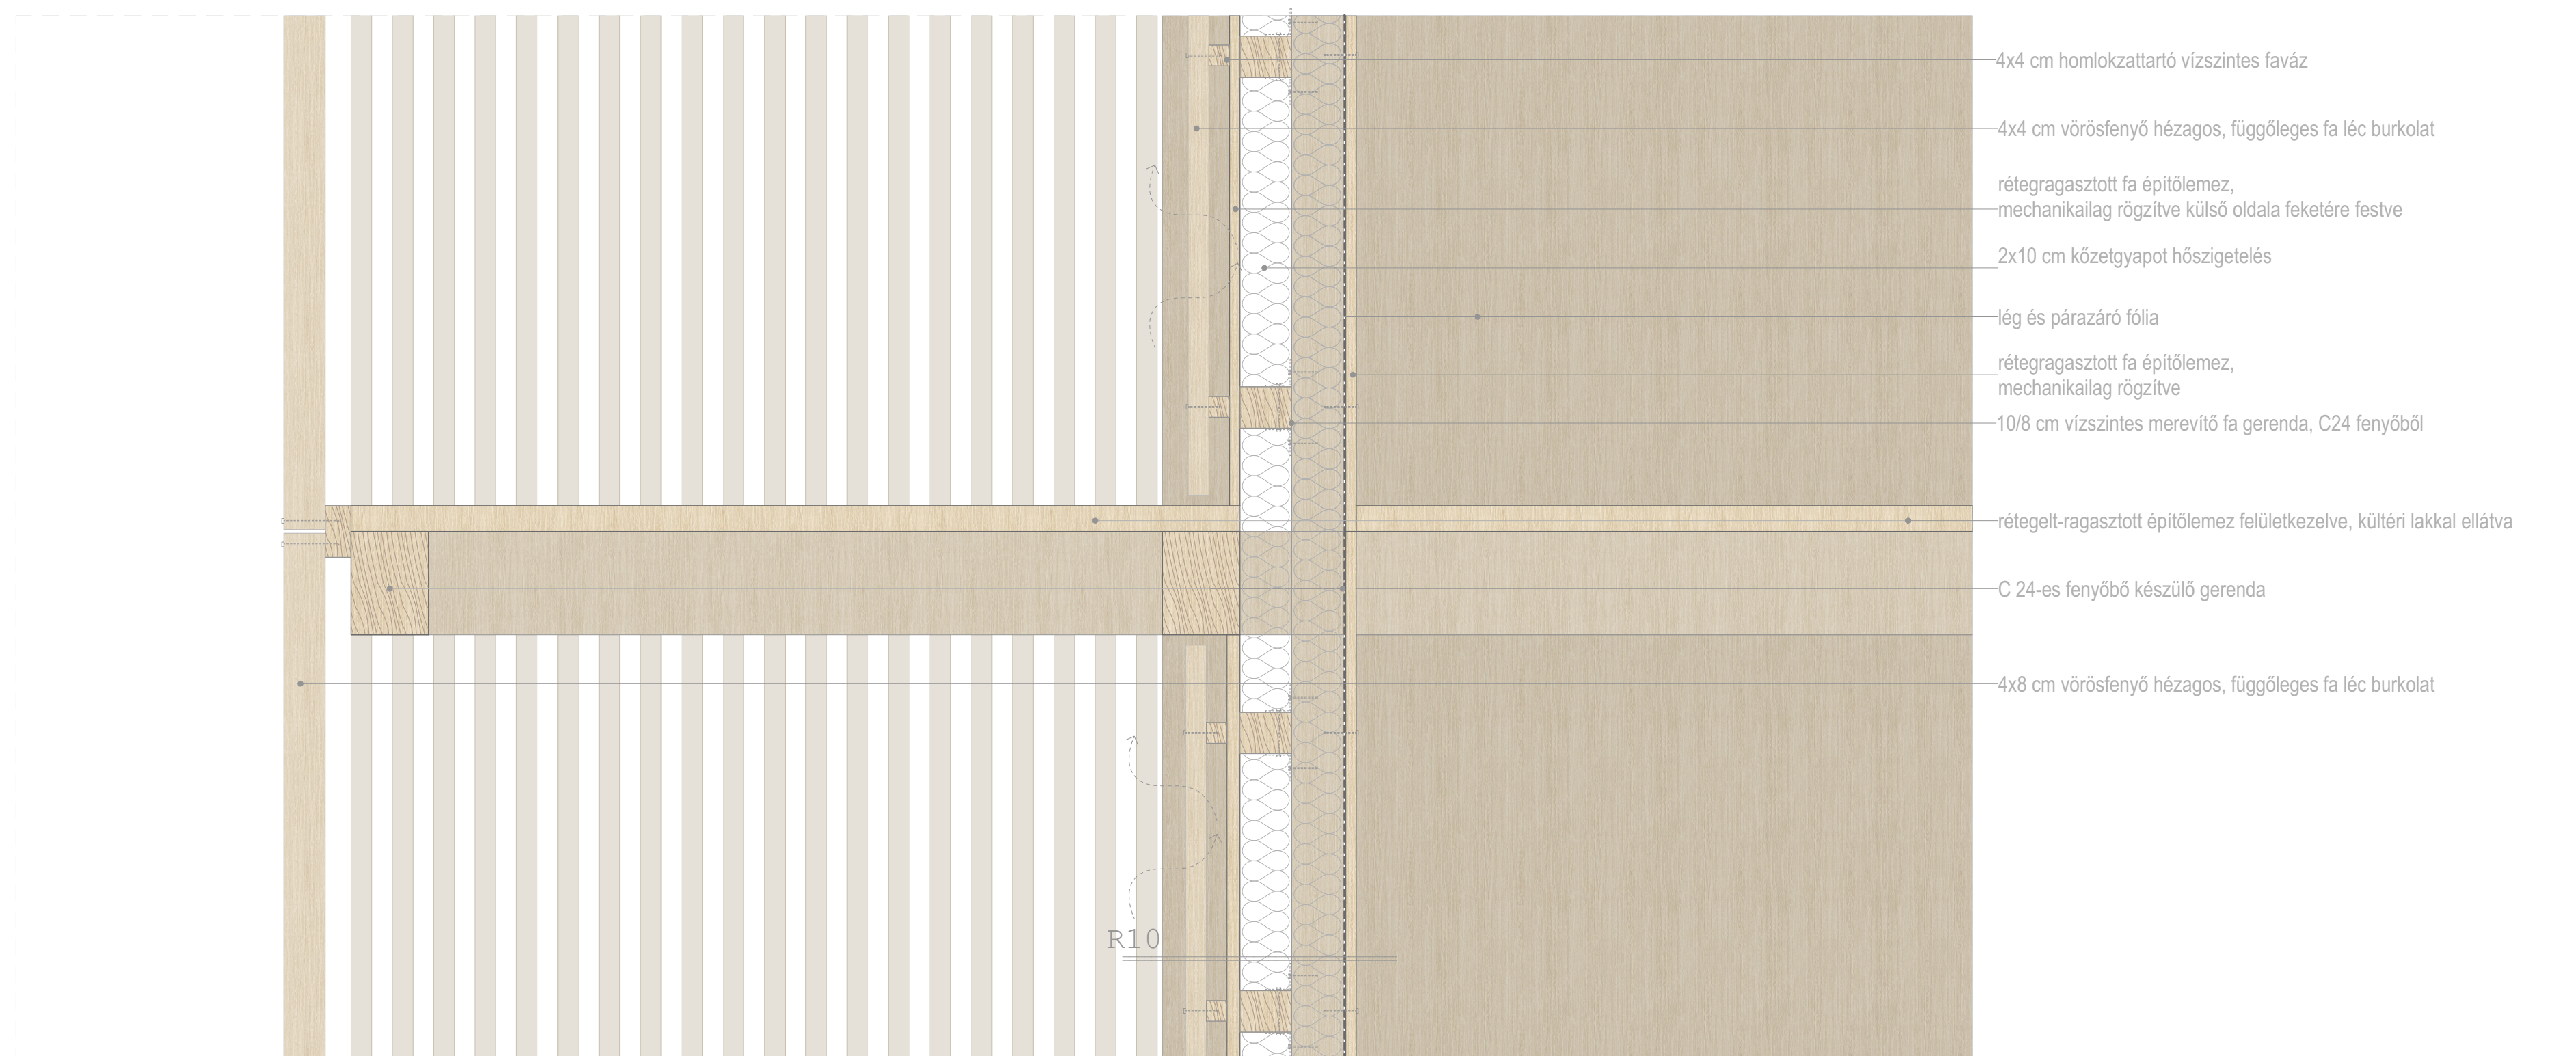 4x4 cm homlokzattartó vízszintes faváz
4x4 cm vörösfenyő hézagos, függőleges fa léc burkolat
rétegragasztott fa építőlemez,
mechanikailag rögzítve külső oldala feketére festve
2x10 cm kőzetgyapot hőszigetelés
lég és párazáró fólia
rétegragasztott fa építőlemez,
mechanikailag rögzítve
10/8 cm vízszintes merevítő fa gerenda, C24 fenyőből
rétegelt-ragasztott építőlemez felületkezelve, kültéri lakkal ellátva
C 24-es fenyőbő készülő gerenda
4x8 cm vörösfenyő hézagos, függőleges fa léc burkolat
R10